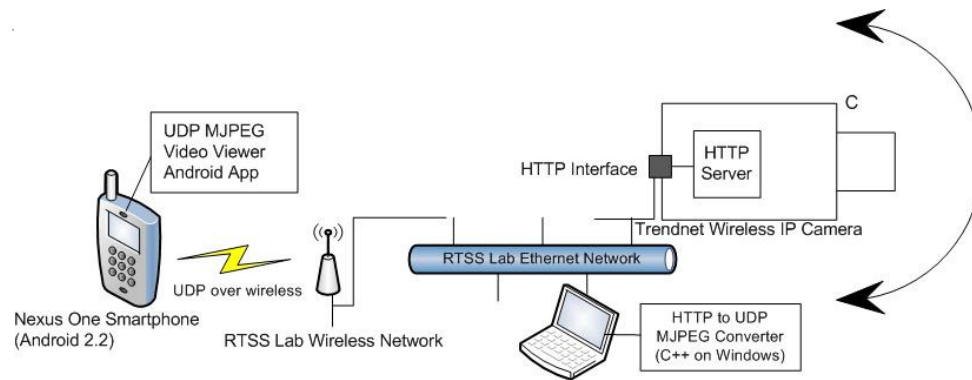 UDP MJPEG
Video Viewer
Android App
C
HTTP
Server
HTTP Interface
Trendnet Wireless IP Camera
RTSS Lab Ethernet Network
UDP over wireless
Nexus One Smartphone
(Android 2.2)
RTSS Lab Wireless Network
HTTP to UDP
MJPEG Converter
(C++ on Windows)